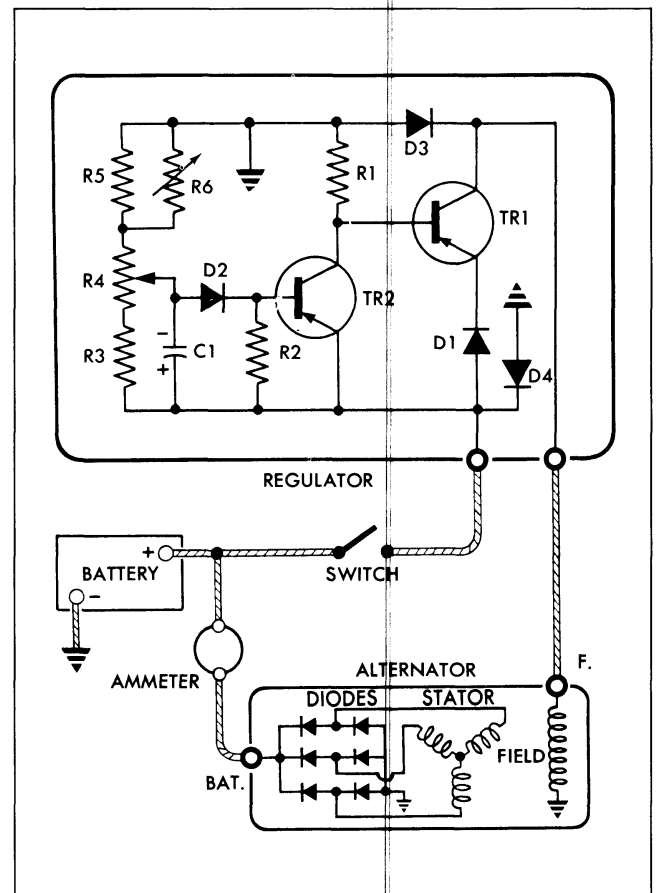 D3
R5
R6
R1
TR1
R4
D2
TR2
R3
C1
R2
D1
D4
−
+
REGULATOR
+
BATTERY
−
SWITCH
AMMETER
ALTERNATOR
F.
DIODES STATOR
FIELD
BAT.